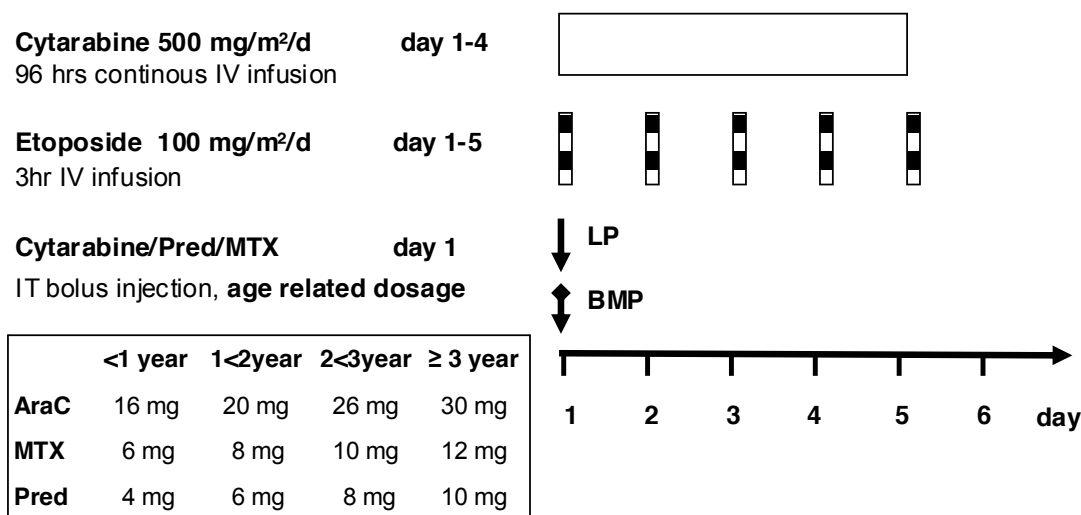 Cytarabine 500 mg/m²/d day 1-4
96 hrs continous IV infusion
Etoposide 100 mg/m²/d day 1-5
3hr IV infusion
Cytarabine/Pred/MTX day 1
IT bolus injection, age related dosage
LP
BMP
<1 year 1<2year 2<3year ≥ 3 year
AraC 16 mg 20 mg 26 mg 30 mg
MTX 6 mg 8 mg 10 mg 12 mg
Pred 4 mg 6 mg 8 mg 10 mg
1 2 3 4 5 6 day